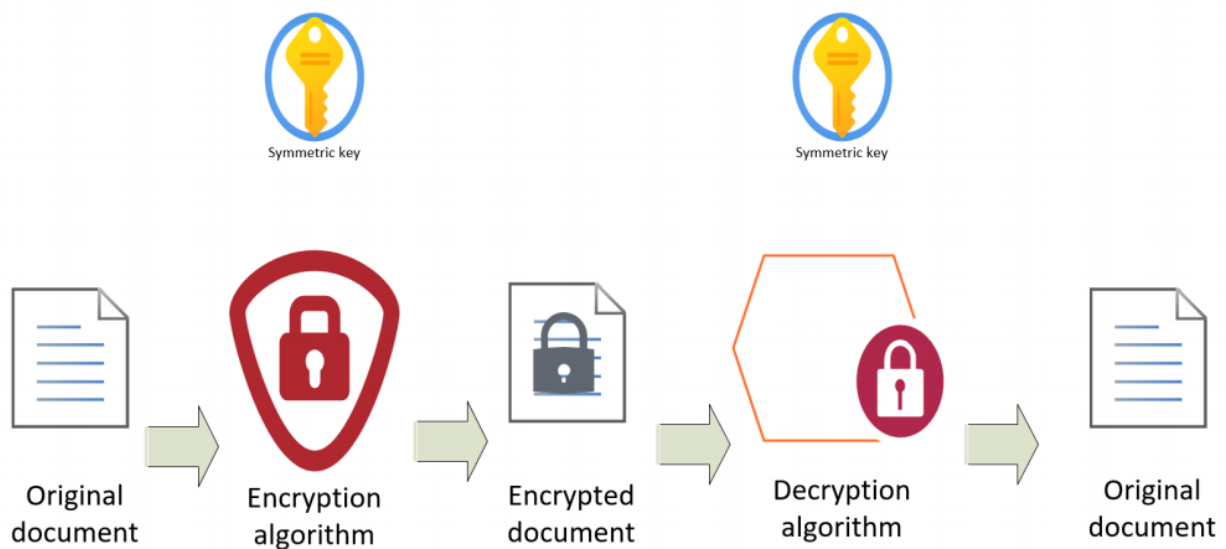 Symmetric key
Symmetric key
Original
document
Encryption
algorithm
Encrypted
document
Decryption
algorithm
Original
document